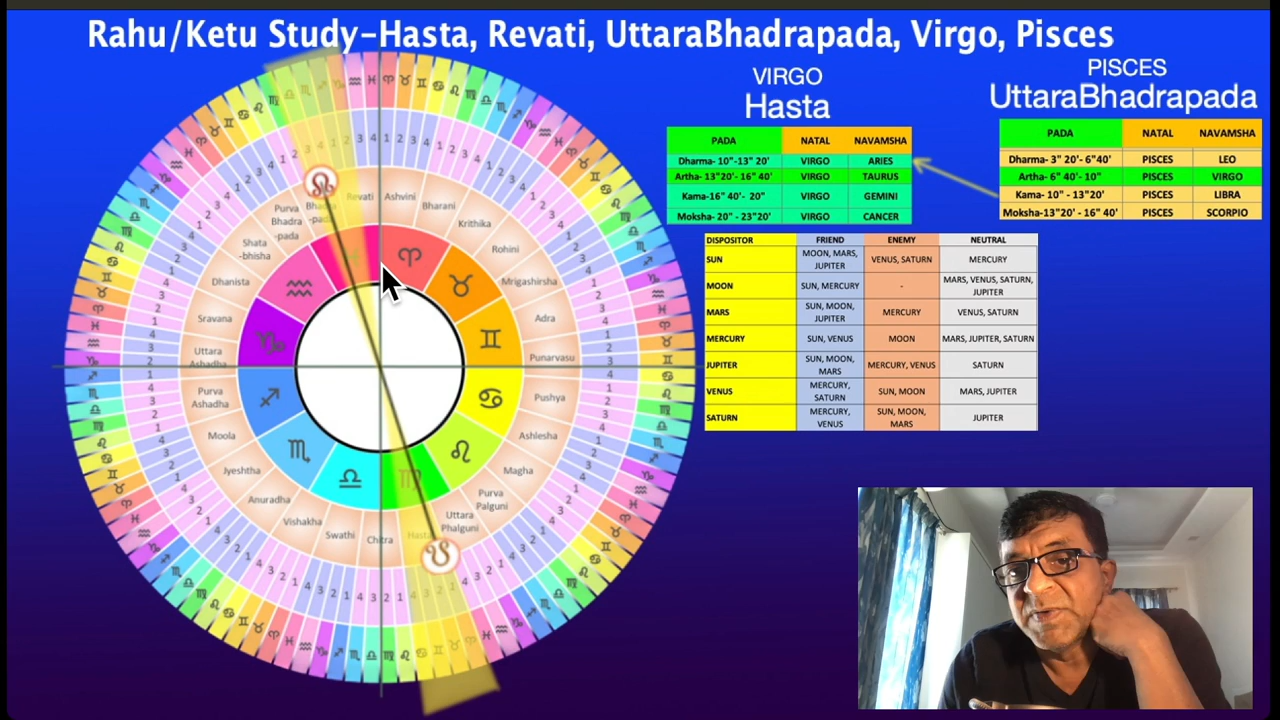 Rahu/Ketu Study-Hasta, Revati, UttaraBhadrapada, Virgo, Pisces
VIRGO
Hasta
PADA NATAL NAVAMSHA
Dharma- 10"-13" 20' VIRGO ARIES
Artha- 13"20'- 16" 40' VIRGO TAURUS
Kama-16" 40'- 20" VIRGO GEMINI
Moksha- 20" - 23"20' VIRGO CANCER
PISCES
UttaraBhadrapada
PADA NATAL NAVAMSHA
Dharma- 3" 20'- 6"40' PISCES LEO
Artha- 6" 40'- 10" PISCES VIRGO
Kama- 10" - 13"20' PISCES LIBRA
Moksha-13"20' - 16" 40' PISCES SCORPIO
DISPOSITOR FRIEND ENEMY NEUTRAL
SUN MOON, MARS, JUPITER VENUS, SATURN MERCURY
MOON SUN, MERCURY - MARS, VENUS, SATURN, JUPITER
MARS SUN, MOON, JUPITER MERCURY VENUS, SATURN
MERCURY SUN, VENUS MOON MARS, JUPITER, SATURN
JUPITER SUN, MOON, MARS MERCURY, VENUS SATURN
VENUS MERCURY, SATURN SUN, MOON MARS, JUPITER
SATURN MERCURY, VENUS SUN, MOON, MARS JUPITER
Revati
Ashvini
Bharani
Krithika
Rohini
Mrigashirsha
Adra
Punarvasu
Pushya
Ashlesha
Magha
Purva
Palguni
Uttara
Phalguni
Hasta
Chitra
Swathi
Vishakha
Anuradha
Jyeshtha
Moola
Purva
Ashadha
Uttara
Ashadha
Sravana
Dhanista
Shata
-bhisha
Purva
Bhadra
-pada
Bhadra
-pada